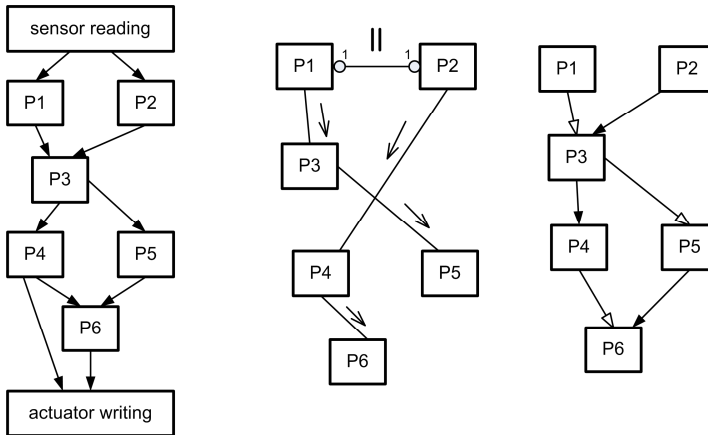 sensor reading
P1
P2
P3
P4
P5
P6
actuator writing
||
1
1
P1
P2
P3
P4
P5
P6
P1
P2
P3
P4
P5
P6